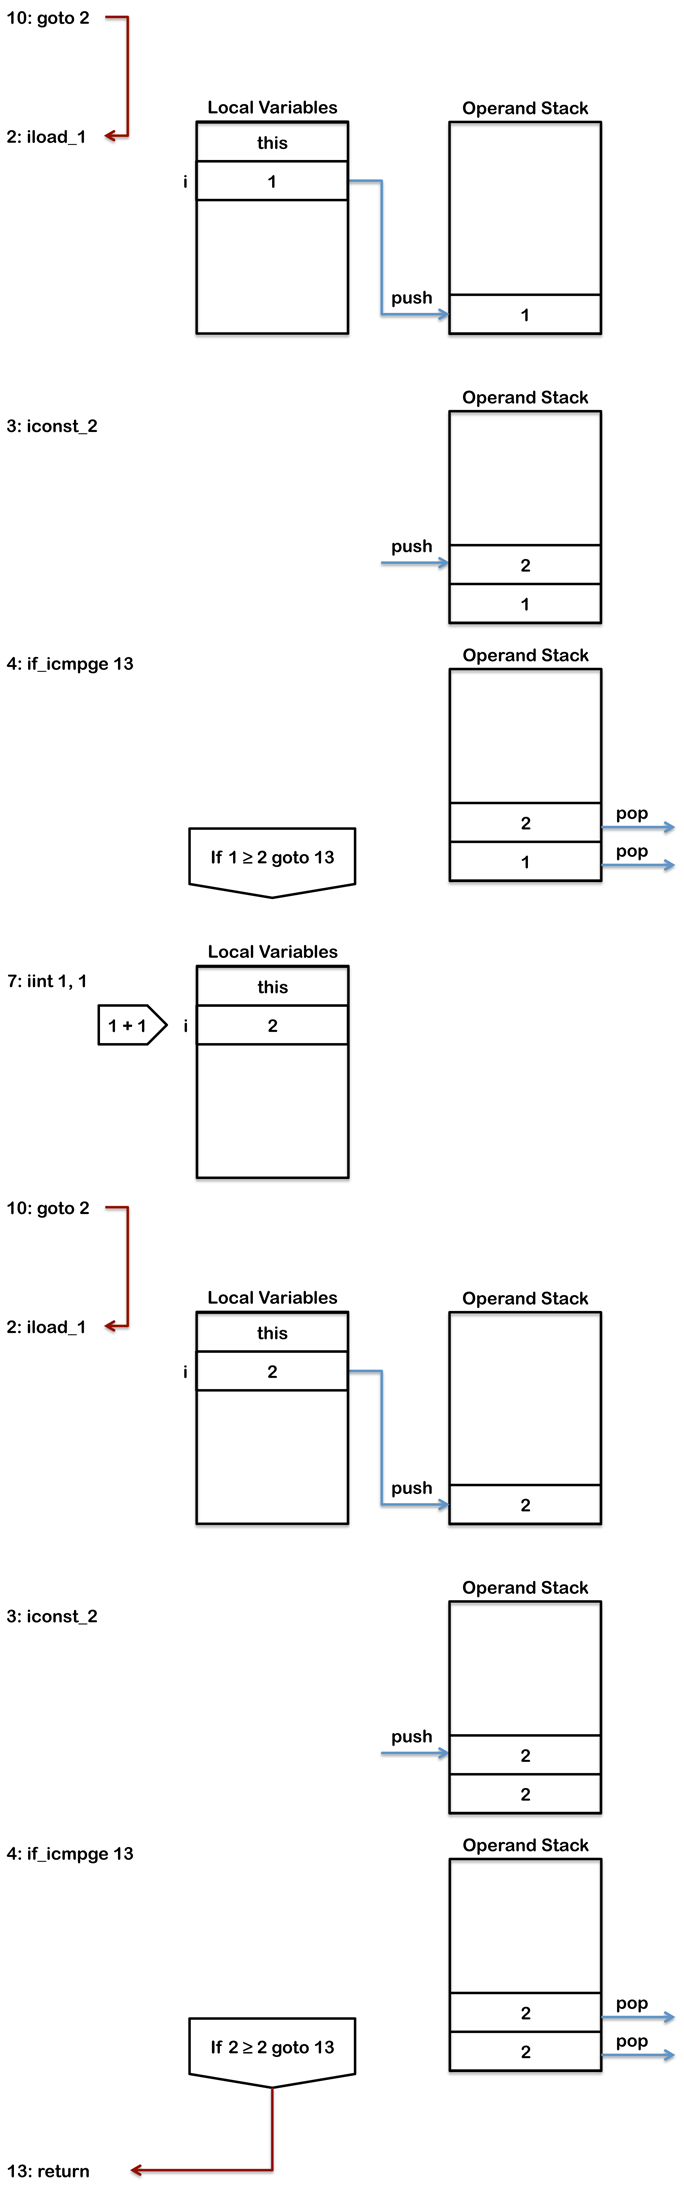 10: goto 2
Local Variables
Operand Stack
2: iload_1
this
i
1
push
1
Operand Stack
3: iconst_2
push
2
1
Operand Stack
4: if_icmpge 13
2
pop
If 1 ≥ 2 goto 13
1
pop
Local Variables
7: iint 1, 1
this
1 + 1
i
2
10: goto 2
Local Variables
Operand Stack
2: iload_1
this
i
2
push
2
Operand Stack
3: iconst_2
push
2
2
Operand Stack
4: if_icmpge 13
2
pop
If 2 ≥ 2 goto 13
2
pop
13: return